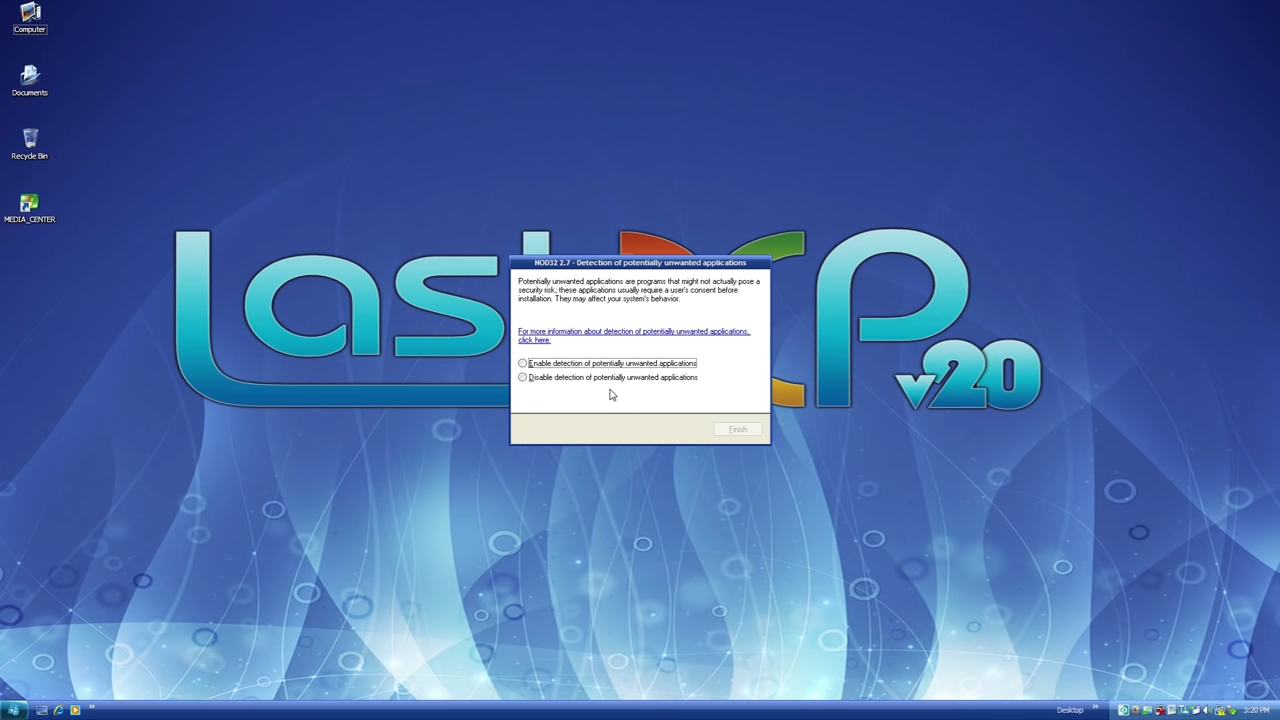 Computer
Documents
Recycle Bin
MEDIA_CENTER
Last XP
v20
NOD32 2.7 - Detection of potentially unwanted applications
Potentially unwanted applications are programs that might not actually pose a
security risk; these applications usually require a user's consent before
installation. They may affect your system's behavior.
For more information about detection of potentially unwanted applications,
click here.
Enable detection of potentially unwanted applications
Disable detection of potentially unwanted applications
Finish
Desktop
3:20 PM